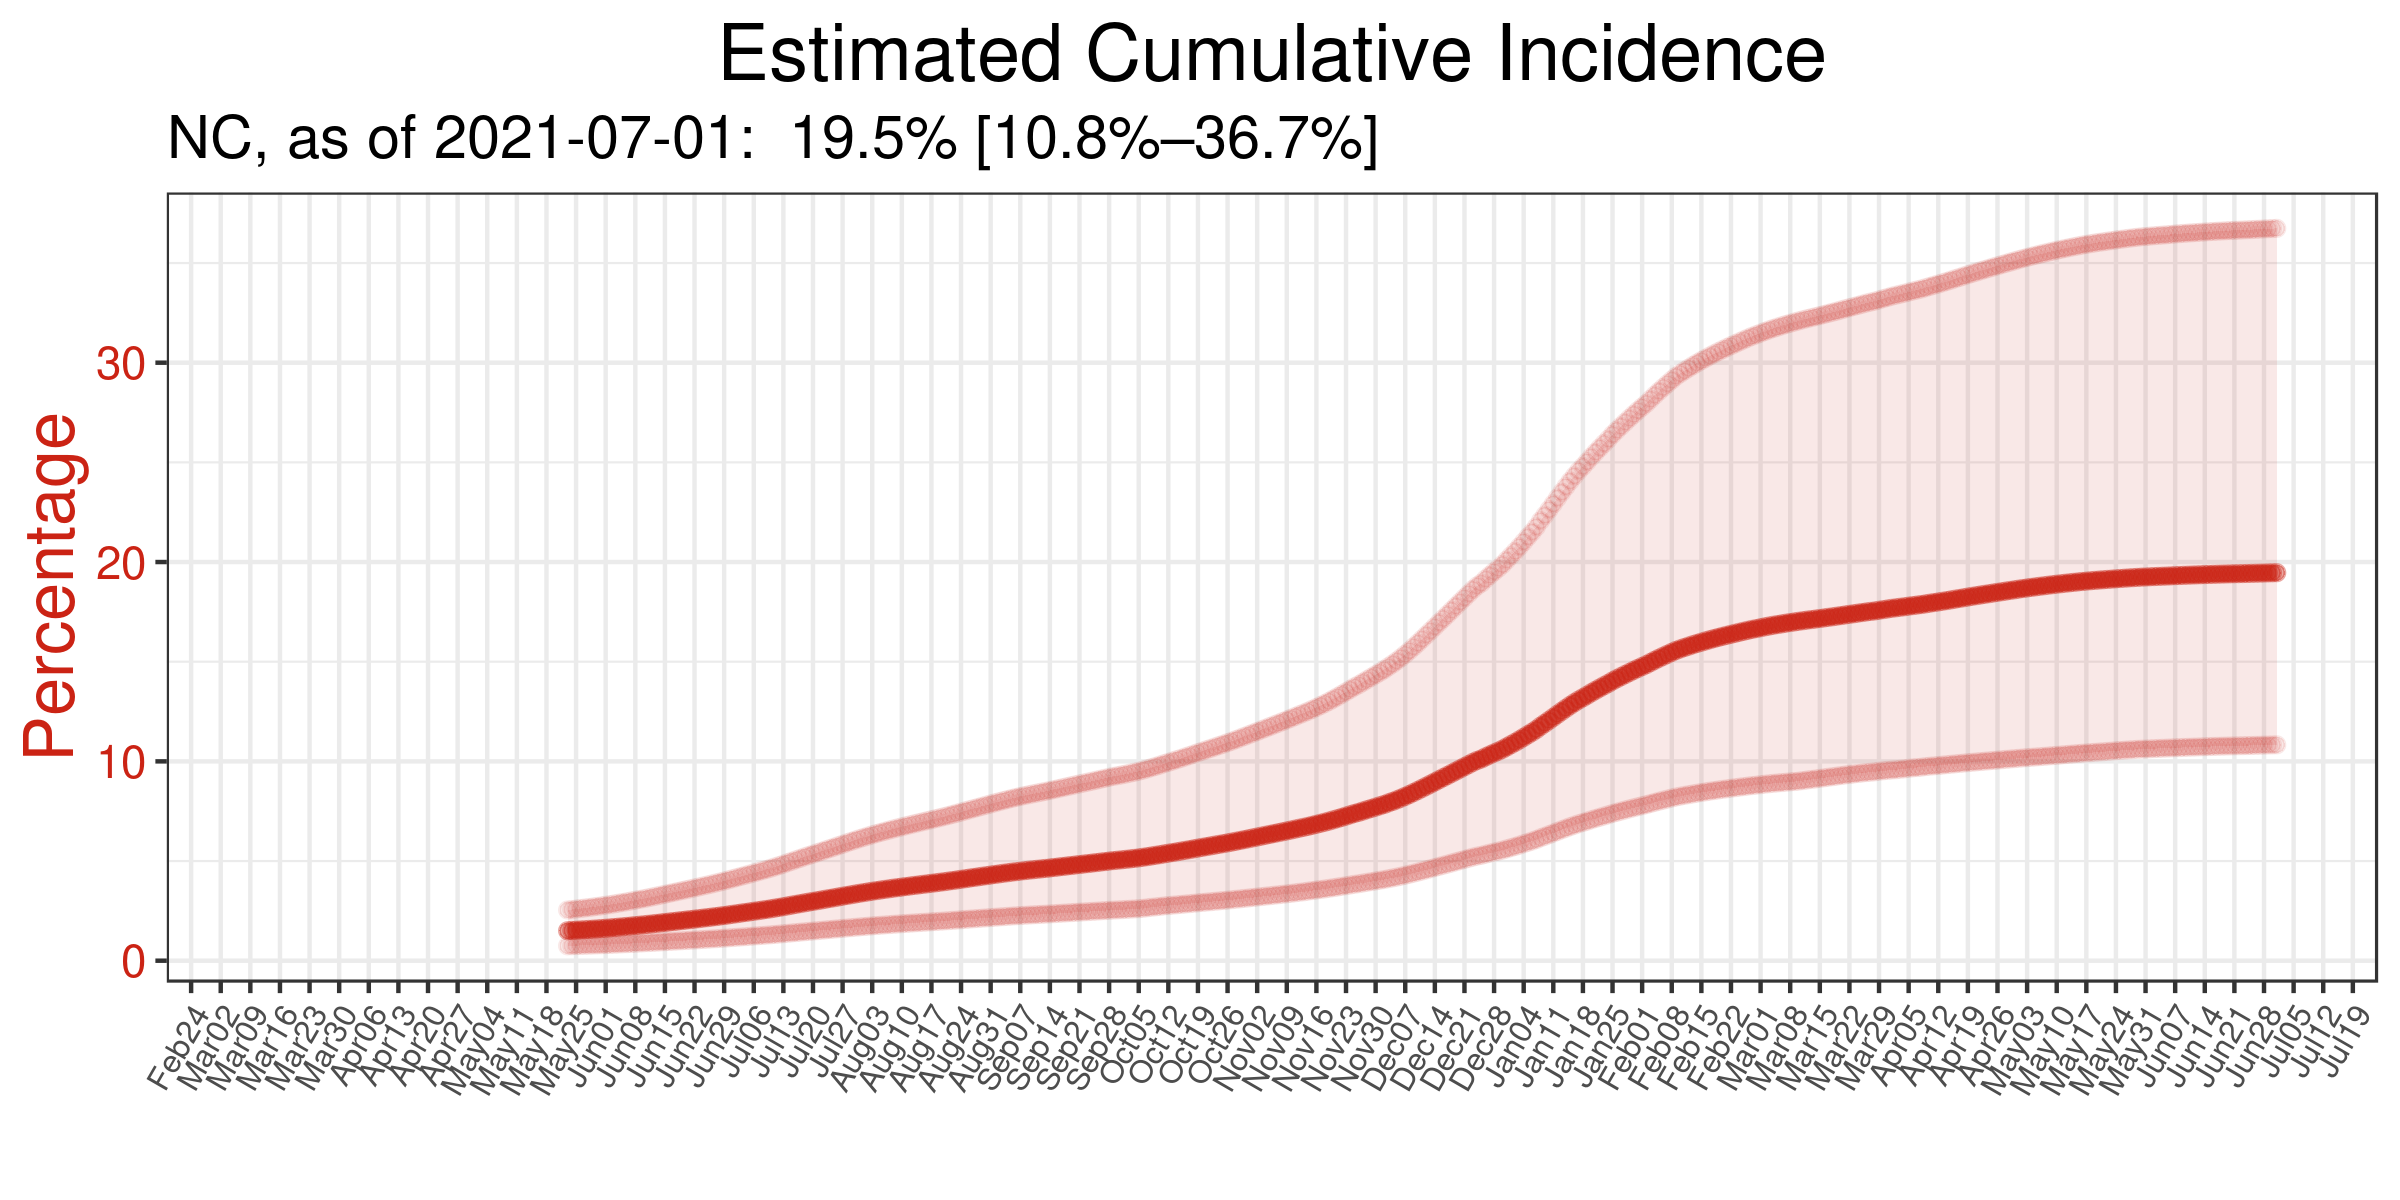 Estimated Cumulative Incidence
NC, as of 2021-07-01:  19.5% [10.8%–36.7%]
Percentage
30
20
10
0
Feb24
Mar02
Mar09
Mar16
Mar23
Mar30
Apr06
Apr13
Apr20
Apr27
May04
May11
May18
May25
Jun01
Jun08
Jun15
Jun22
Jun29
Jul06
Jul13
Jul20
Jul27
Aug03
Aug10
Aug17
Aug24
Aug31
Sep07
Sep14
Sep21
Sep28
Oct05
Oct12
Oct19
Oct26
Nov02
Nov09
Nov16
Nov23
Nov30
Dec07
Dec14
Dec21
Dec28
Jan04
Jan11
Jan18
Jan25
Feb01
Feb08
Feb15
Feb22
Mar01
Mar08
Mar15
Mar22
Mar29
Apr05
Apr12
Apr19
Apr26
May03
May10
May17
May24
May31
Jun07
Jun14
Jun21
Jun28
Jul05
Jul12
Jul19